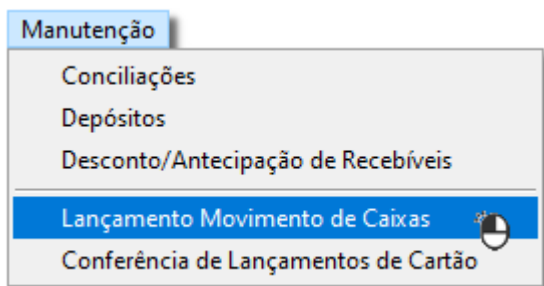 Manutenção
Conciliações
Depósitos
Desconto/Antecipação de Recebíveis
Lançamento Movimento de Caixas
Conferência de Lançamentos de Cartão